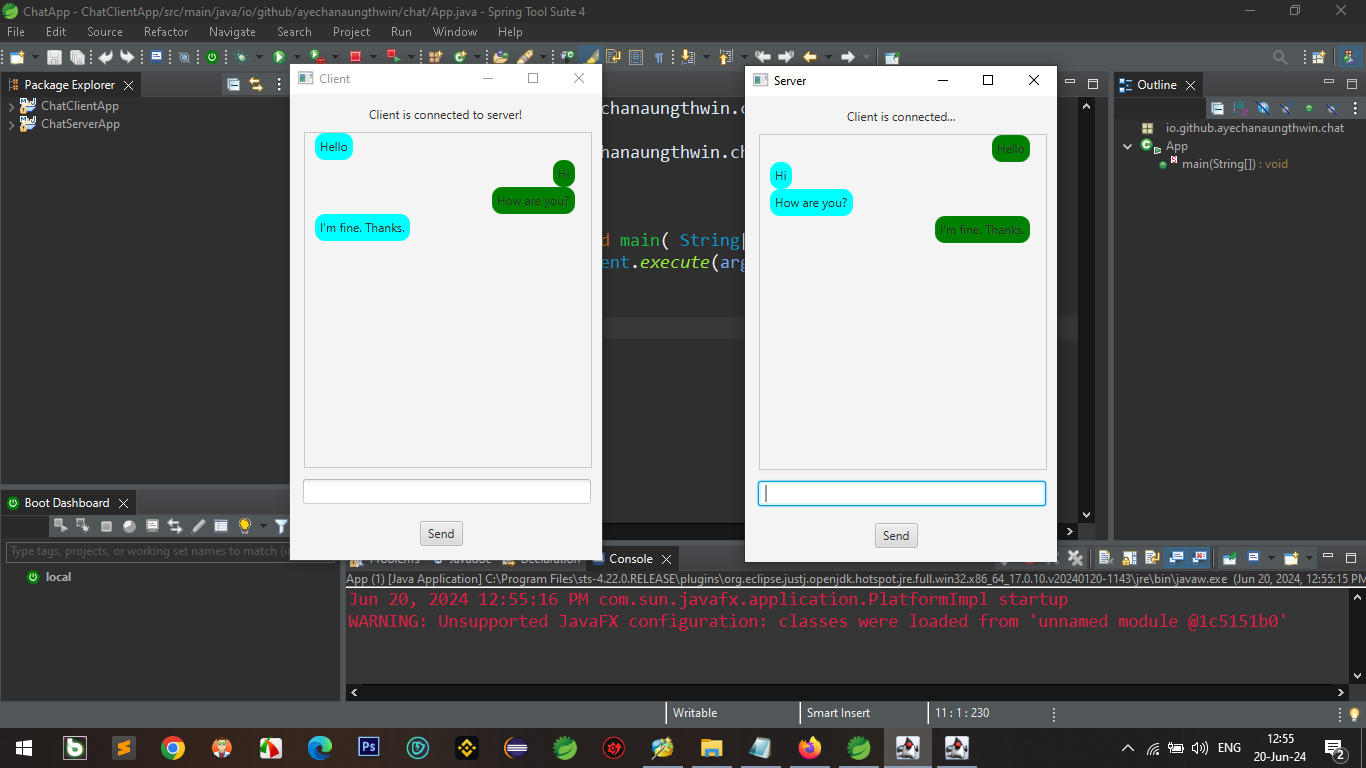 ChatApp - ChatClientApp/src/main/java/io/github/ayechanaungthwin/chat/App.java - Spring Tool Suite 4
File Edit Source Refactor Navigate Search Project Run Window Help
Package Explorer
ChatClientApp
ChatServerApp
Client
Client is connected to server!
Hello
Hi
How are you?
I'm fine. Thanks.
Send
chanaungthwin.
hanaungthwin.ch
d main( String
ent.execute(arg
Server
Client is connected...
Hello
Hi
How are you?
I'm fine. Thanks.
Send
Outline
io.github.ayechanaungthwin.chat
App
main(String[]) : void
Boot Dashboard
Type tags, projects, or working set names to match (in
local
Problems Javadoc Declaration Console
App (1) [Java Application] C:\Program Files\sts-4.22.0.RELEASE\plugins\org.eclipse.justj.openjdk.hotspot.jre.full.win32.x86_64_17.0.10.v20240120-1143\jre\bin\javaw.exe (Jun 20, 2024, 12:55:15 PM
Jun 20, 2024 12:55:16 PM com.sun.javafx.application.PlatformImpl startup
WARNING: Unsupported JavaFX configuration: classes were loaded from 'unnamed module @1c5151b0'
Writable Smart Insert 11 : 1 : 230
ENG
12:55
20-Jun-24
2